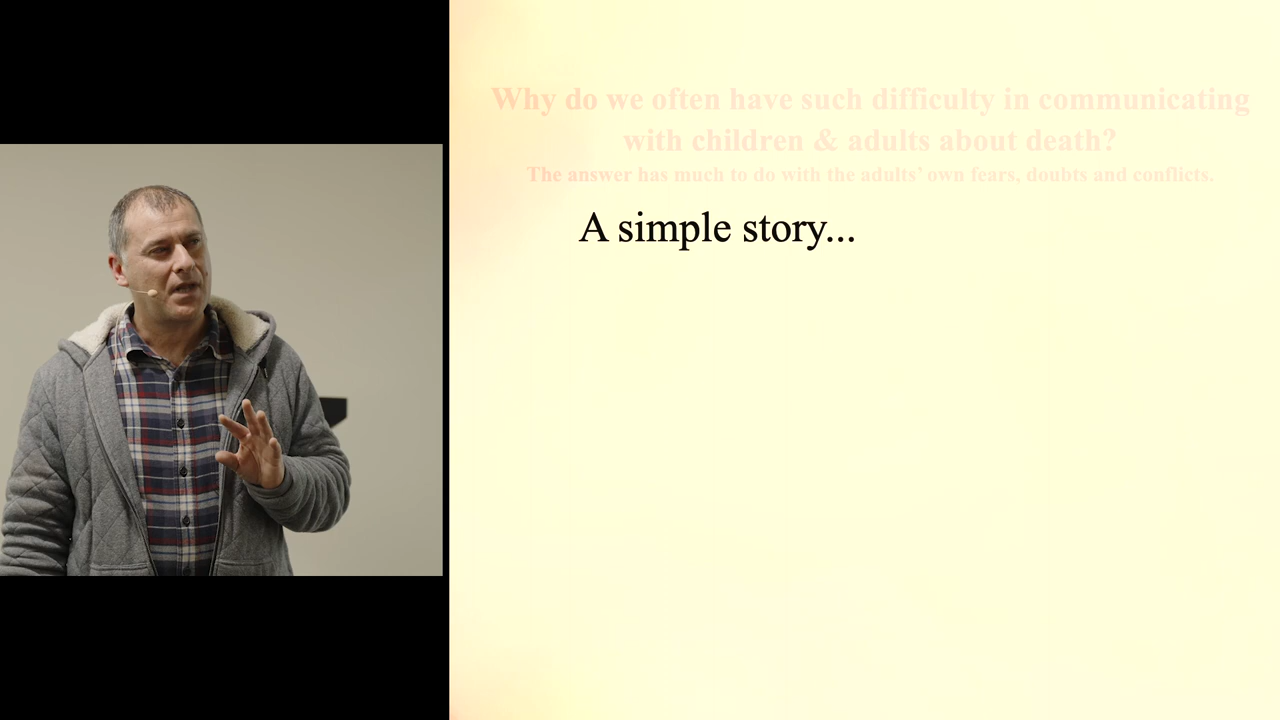 Why do we often have such difficulty in communicating
with children & adults about death?
The answer has much to do with the adults’ own fears, doubts and conflicts.
A simple story...